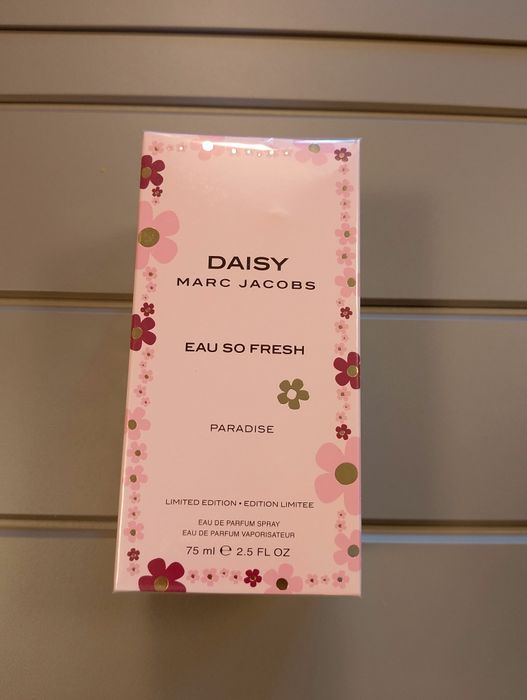 DAISY
MARC JACOBS
EAU SO FRESH
PARADISE
LIMITED EDITION • EDITION LIMITEE
EAU DE PARFUM SPRAY
EAU DE PARFUM VAPORISATEUR
75 ml ℮ 2.5 FL OZ